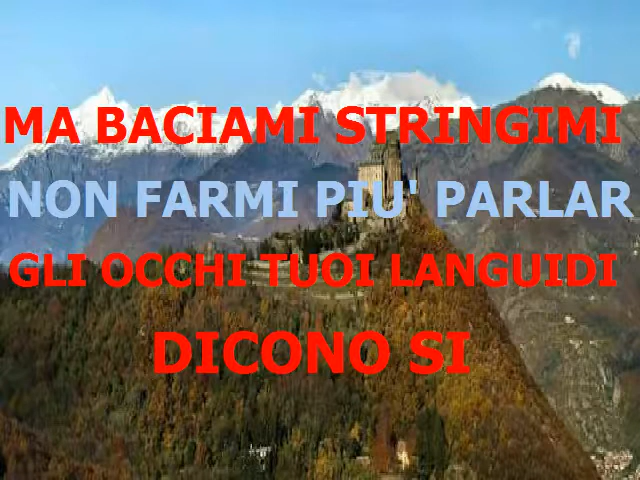 MA BACIAMI STRINGIMI
NON FARMI PIU' PARLAR
GLI OCCHI TUOI LANGUIDI
DICONO SI